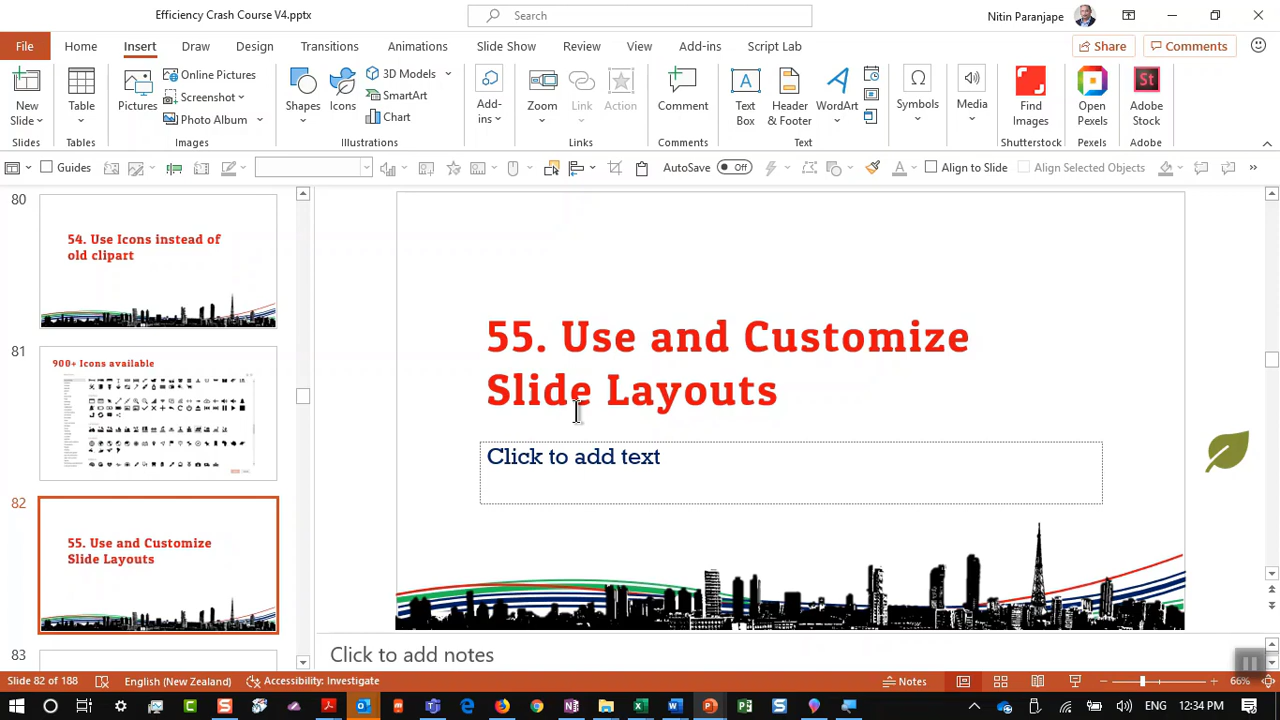 Efficiency Crash Course V4.pptx
Search
Nitin Paranjape
File
Home
Insert
Draw
Design
Transitions
Animations
Slide Show
Review
View
Add-ins
Script Lab
Share
Comments
New
Slide
Slides
Table
Tables
Pictures
Online Pictures
Screenshot
Photo Album
Images
Shapes
Icons
3D Models
SmartArt
Chart
Illustrations
Add-
ins
Zoom
Link
Action
Links
Comment
Comments
Text
Box
Header
& Footer
WordArt
Text
Symbols
Media
Find
Images
Shutterstock
Open
Pexels
Pexels
St
Adobe
Stock
Adobe
Guides
AutoSave
Off
Align to Slide
Align Selected Objects
80
54. Use Icons instead of
old clipart
81
900+ Icons available
82
55. Use and Customize
Slide Layouts
83
55. Use and Customize
Slide Layouts
Click to add text
Click to add notes
Slide 82 of 188
English (New Zealand)
Accessibility: Investigate
Notes
66%
ENG
12:34 PM